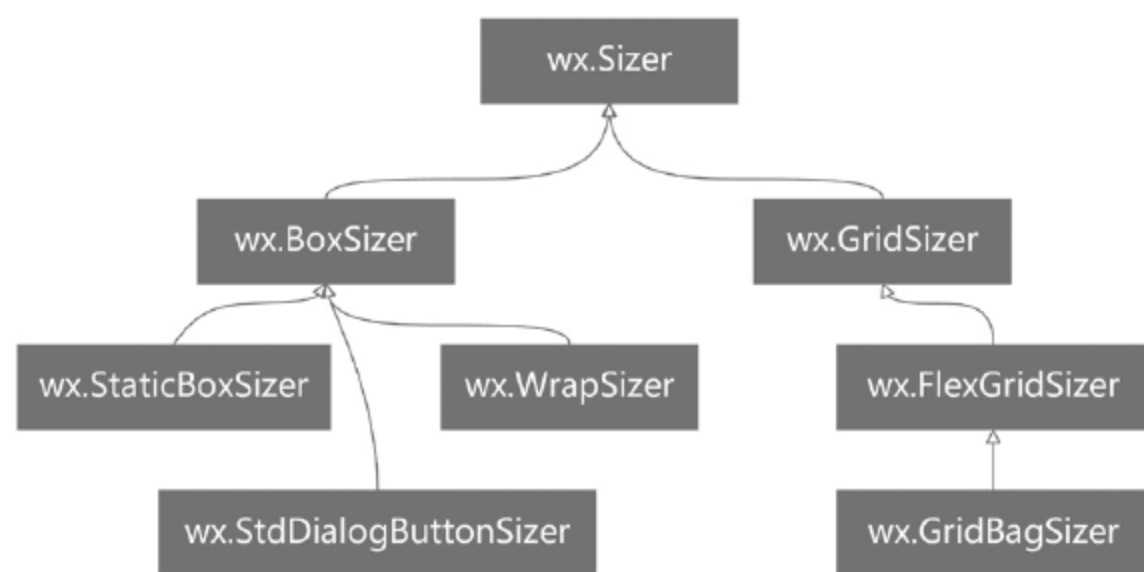 wx.Sizer
wx.BoxSizer
wx.GridSizer
wx.StaticBoxSizer
wx.WrapSizer
wx.FlexGridSizer
wx.StdDialogButtonSizer
wx.GridBagSizer